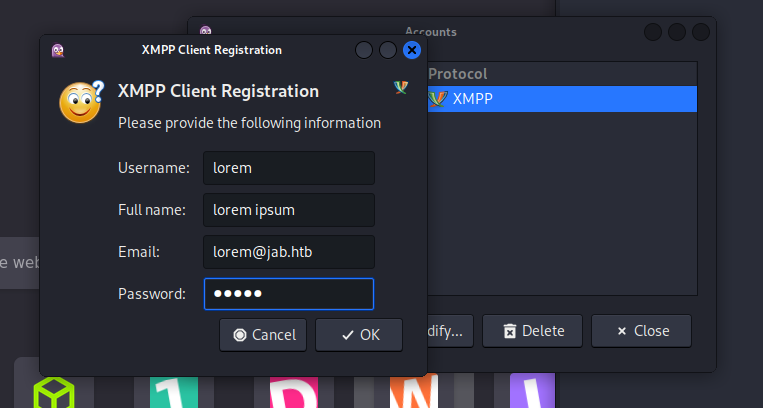 Accounts
XMPP Client Registration
Protocol
XMPP Client Registration
XMPP
Please provide the following information
Username: lorem
Full name: lorem ipsum
Email: lorem@jab.htb
Password: ●●●●●
Cancel
OK
dify...
Delete
Close
e web
1
D
W